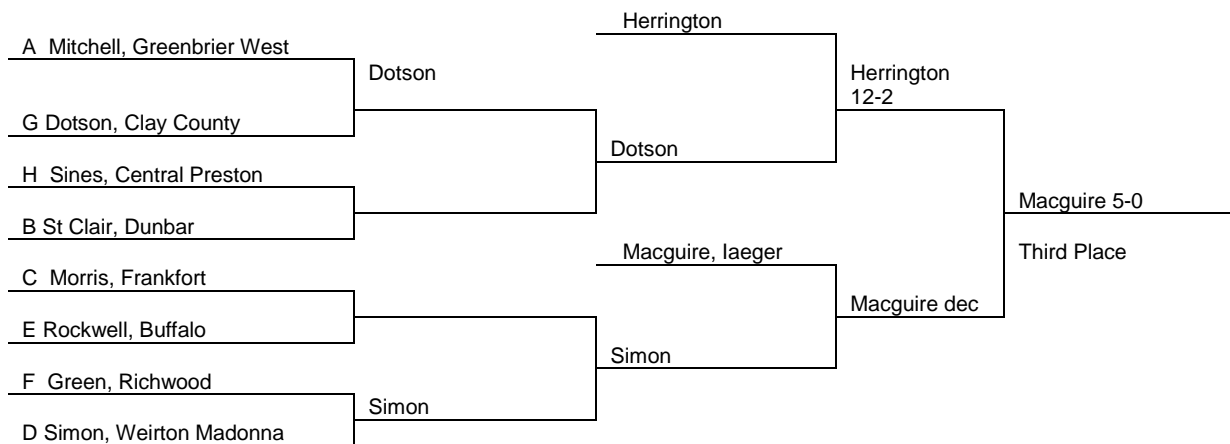 Herrington
A Mitchell, Greenbrier West
Dotson
Herrington
12-2
G Dotson, Clay County
Dotson
H Sines, Central Preston
Macguire 5-0
B St Clair, Dunbar
Macguire, Iaeger
Third Place
C Morris, Frankfort
Macguire dec
E Rockwell, Buffalo
Simon
F Green, Richwood
Simon
D Simon, Weirton Madonna